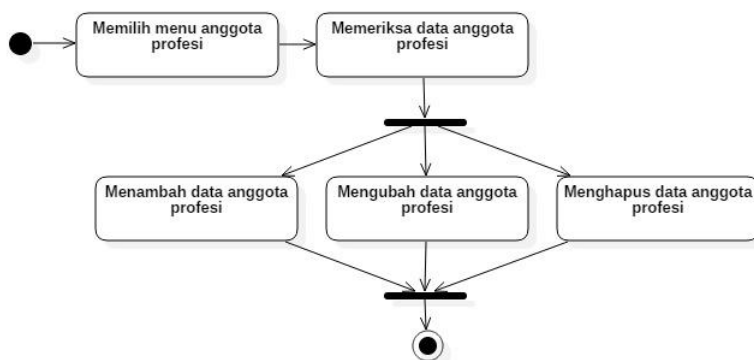 Memilih menu anggota
profesi
Memeriksa data anggota
profesi
Menambah data anggota
profesi
Mengubah data anggota
profesi
Menghapus data anggota
profesi